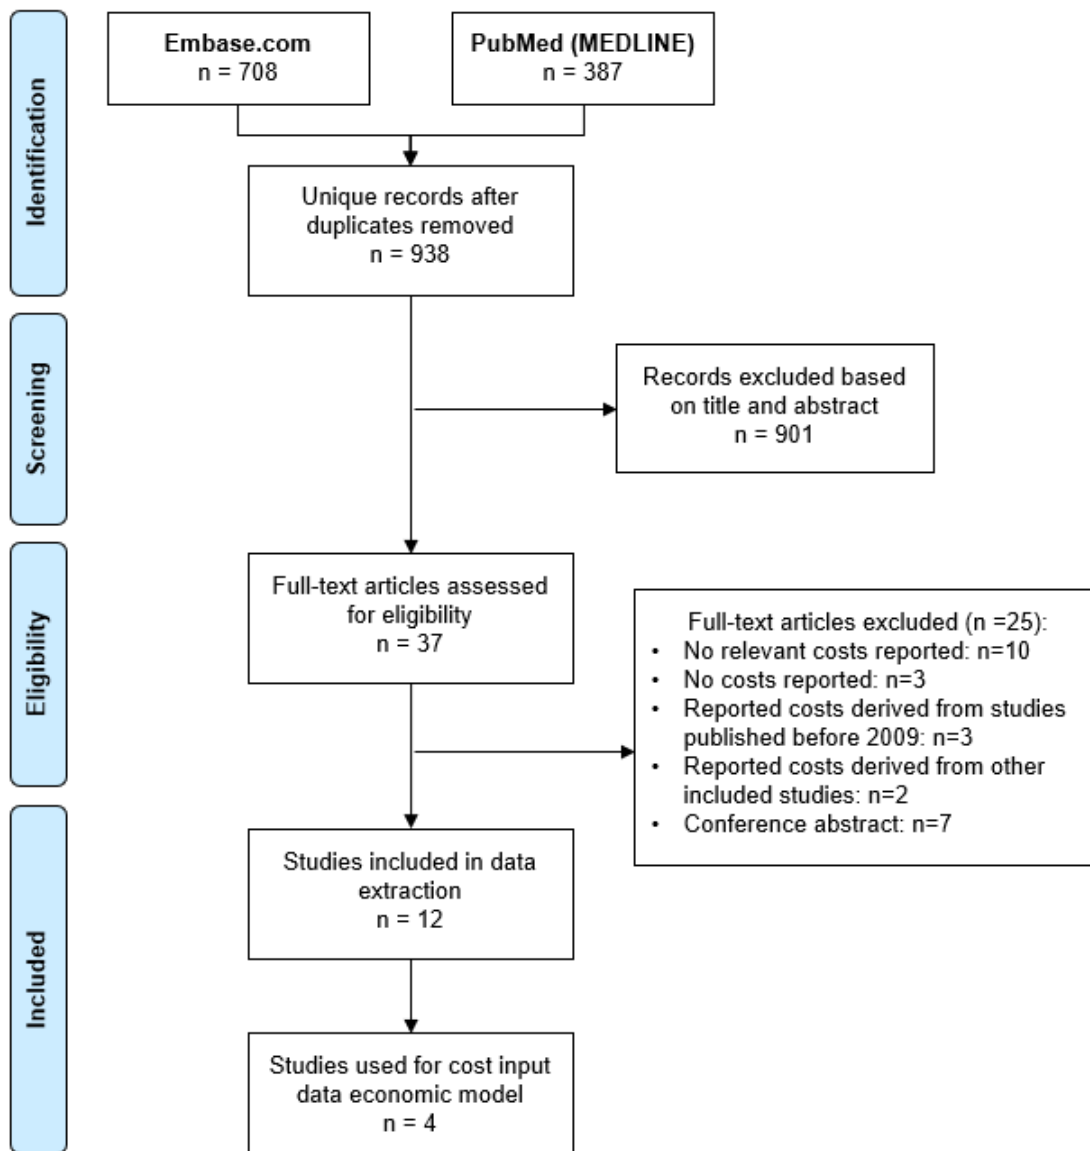 Identification
Embase.com
n = 708
PubMed (MEDLINE)
n = 387
Unique records after
duplicates removed
n = 938
Screening
Records excluded based
on title and abstract
n = 901
Eligibility
Full-text articles assessed
for eligibility
n = 37
Full-text articles excluded (n =25):
• No relevant costs reported: n=10
• No costs reported: n=3
• Reported costs derived from studies
published before 2009: n=3
• Reported costs derived from other
included studies: n=2
• Conference abstract: n=7
Included
Studies included in data
extraction
n = 12
Studies used for cost input
data economic model
n = 4